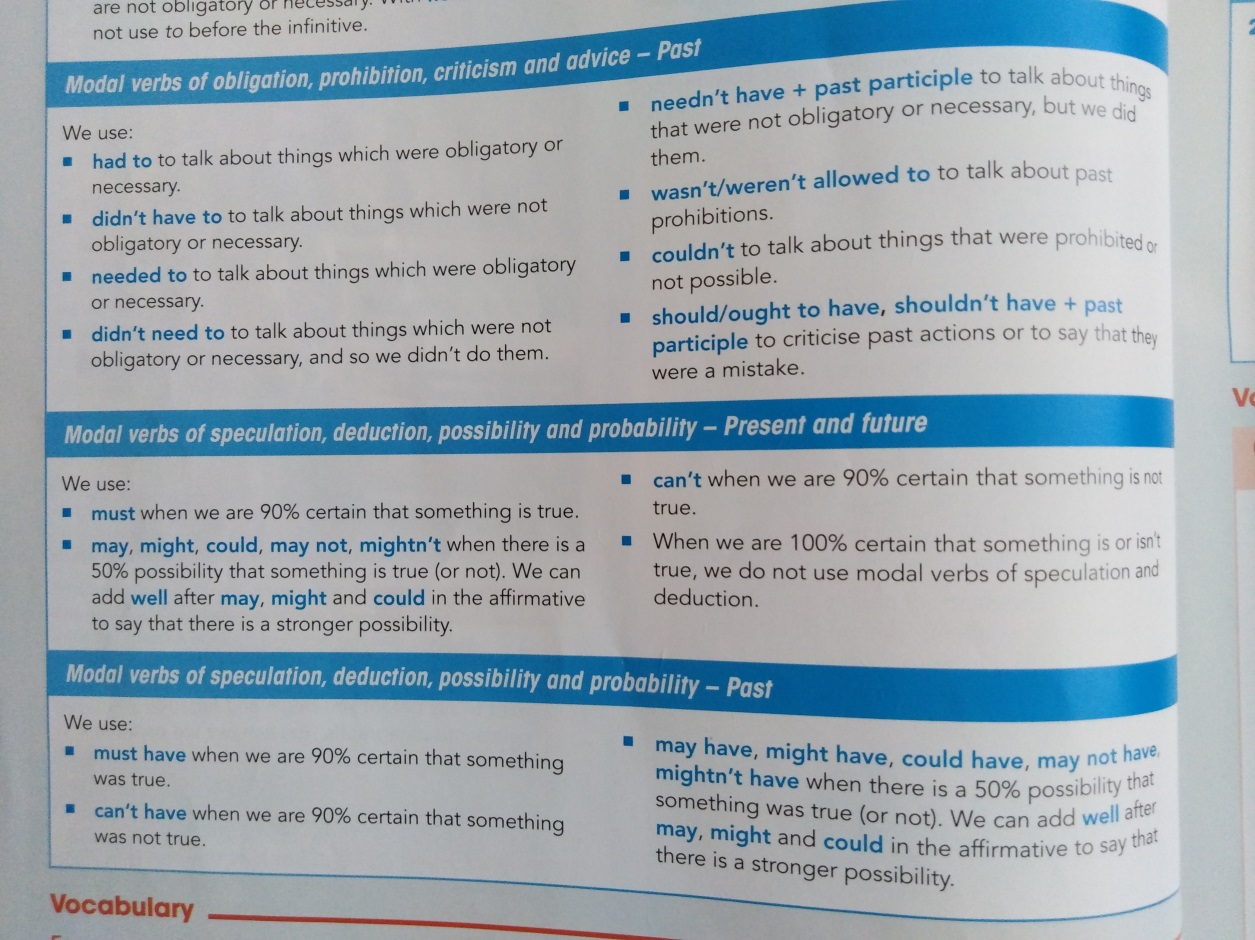 are not obligatory or necessary.
not use to before the infinitive.
Modal verbs of obligation, prohibition, criticism and advice – Past
We use:
▪ had to to talk about things which were obligatory or
necessary.
▪ didn't have to to talk about things which were not
obligatory or necessary.
▪ needed to to talk about things which were obligatory
or necessary.
▪ didn't need to to talk about things which were not
obligatory or necessary, and so we didn't do them.
▪ needn't have + past participle to talk about things
that were not obligatory or necessary, but we did
them.
▪ wasn't/weren't allowed to to talk about past
prohibitions.
▪ couldn't to talk about things that were prohibited or
not possible.
▪ should/ought to have, shouldn't have + past
participle to criticise past actions or to say that they
were a mistake.
Modal verbs of speculation, deduction, possibility and probability – Present and future
We use:
▪ must when we are 90% certain that something is true.
▪ may, might, could, may not, mightn't when there is a
50% possibility that something is true (or not). We can
add well after may, might and could in the affirmative
to say that there is a stronger possibility.
▪ can't when we are 90% certain that something is not
true.
▪ When we are 100% certain that something is or isn't
true, we do not use modal verbs of speculation and
deduction.
Modal verbs of speculation, deduction, possibility and probability – Past
We use:
▪ must have when we are 90% certain that something
was true.
▪ can't have when we are 90% certain that something
was not true.
▪ may have, might have, could have, may not have,
mightn't have when there is a 50% possibility that
something was true (or not). We can add well after
may, might and could in the affirmative to say that
there is a stronger possibility.
Vocabulary